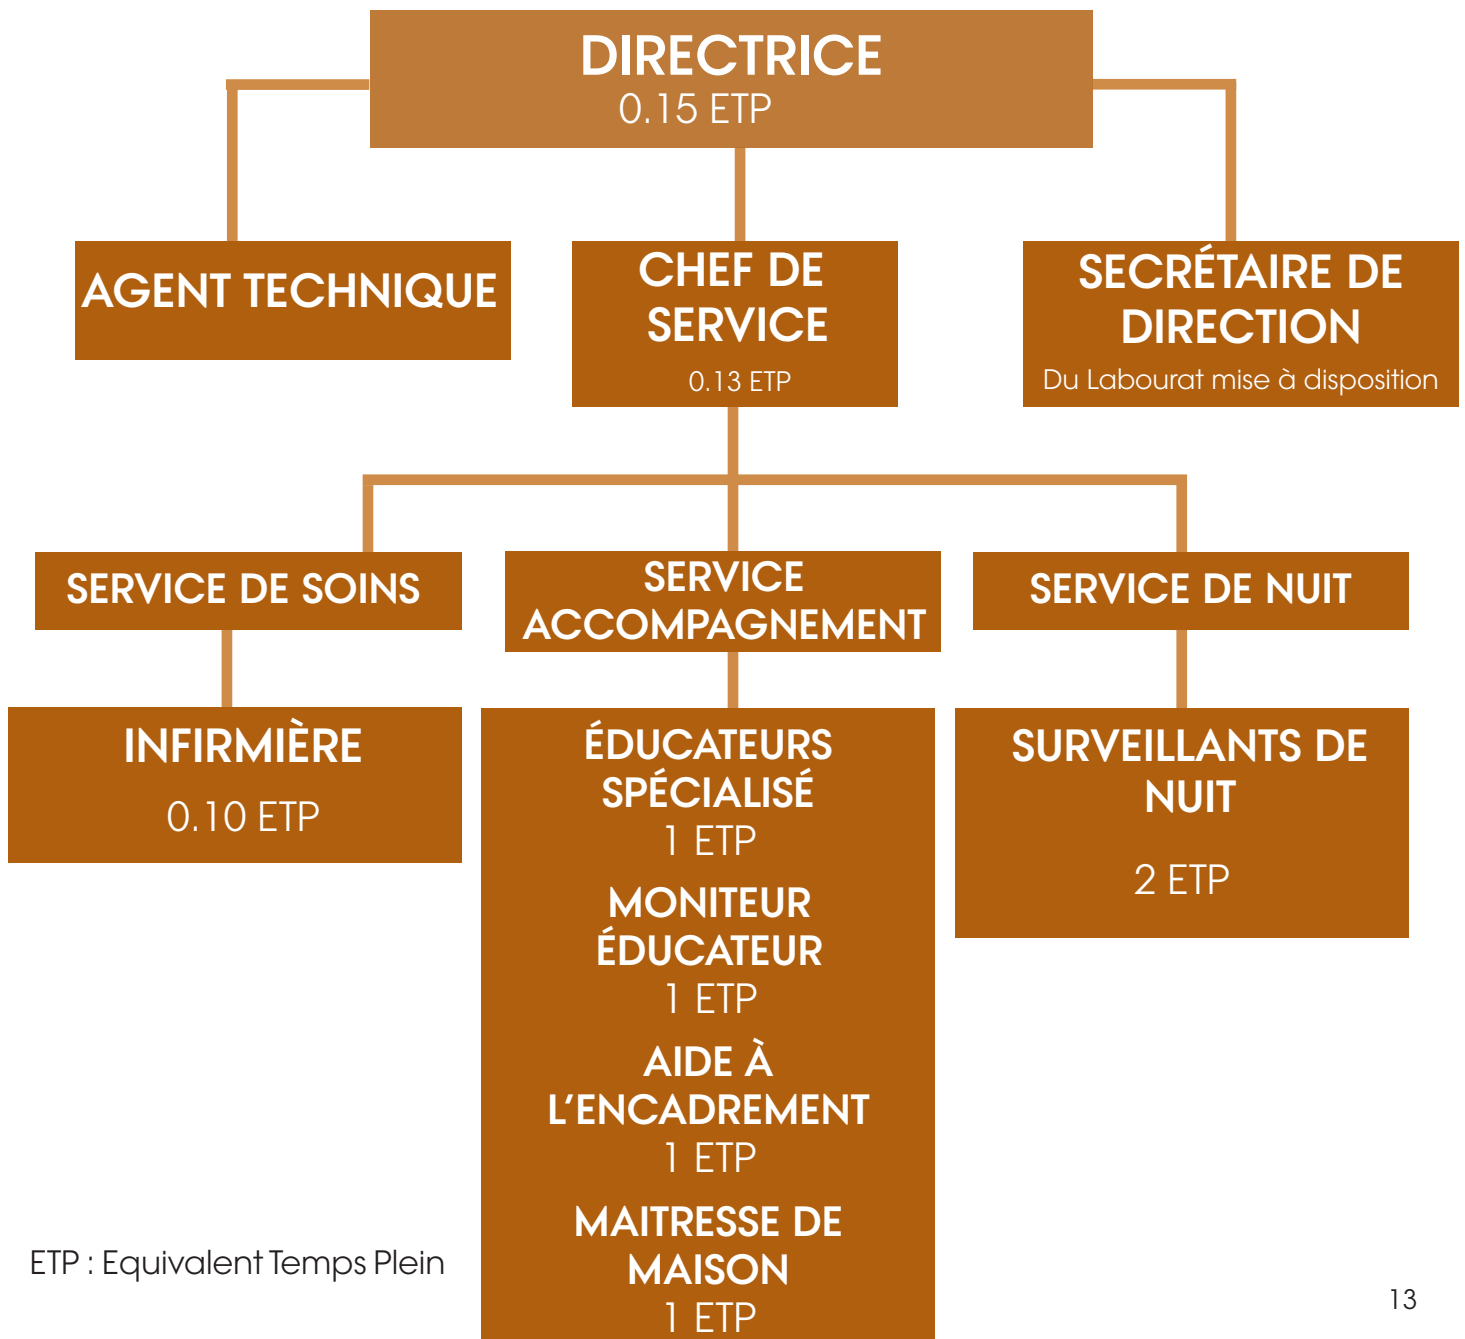 DIRECTRICE
0.15 ETP
AGENT TECHNIQUE
CHEF DE
SERVICE
0.13 ETP
SECRÉTAIRE DE
DIRECTION
Du Labourat mise à disposition
SERVICE DE SOINS
SERVICE
ACCOMPAGNEMENT
SERVICE DE NUIT
INFIRMIÈRE
0.10 ETP
ÉDUCATEURS
SPÉCIALISÉ
1 ETP
MONITEUR
ÉDUCATEUR
1 ETP
AIDE À
L'ENCADREMENT
1 ETP
MAITRESSE DE
MAISON
1 ETP
SURVEILLANTS DE
NUIT
2 ETP
ETP : Equivalent Temps Plein
13